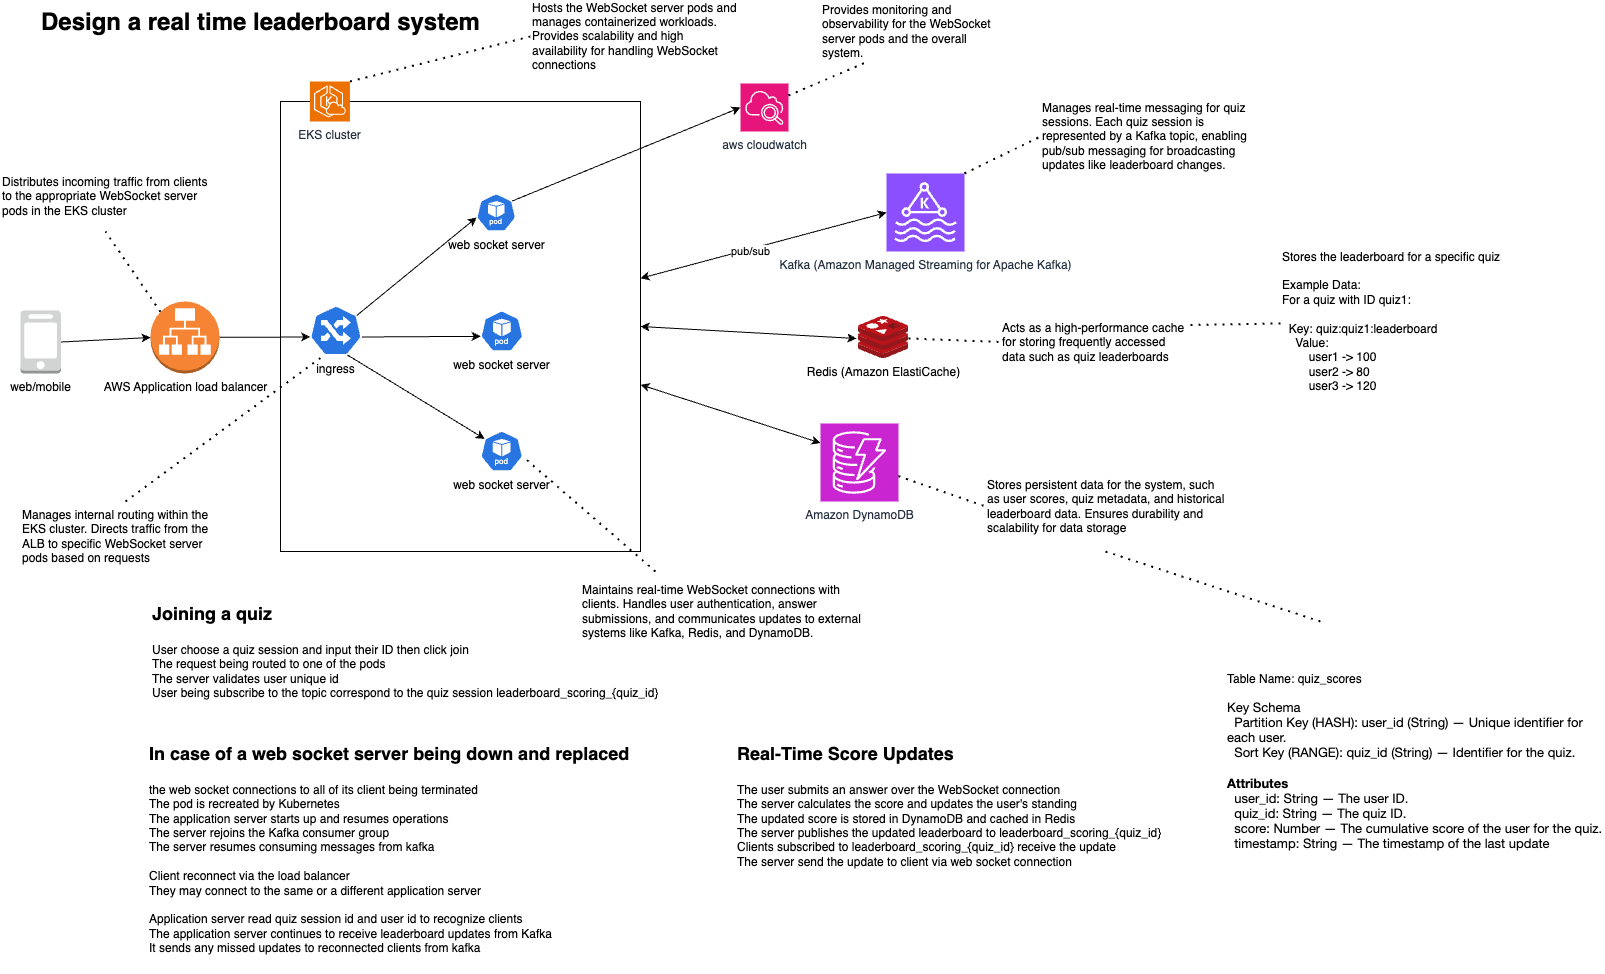 Design a real time leaderboard system
Hosts the WebSocket server pods and
manages containerized workloads.
Provides scalability and high
availability for handling WebSocket
connections
Provides monitoring and
observability for the WebSocket
server pods and the overall
system.
EKS cluster
aws cloudwatch
Manages real-time messaging for quiz
sessions. Each quiz session is
represented by a Kafka topic, enabling
pub/sub messaging for broadcasting
updates like leaderboard changes.
Distributes incoming traffic from clients
to the appropriate WebSocket server
pods in the EKS cluster
K
pod
web socket server
pub/sub
Kafka (Amazon Managed Streaming for Apache Kafka)
Stores the leaderboard for a specific quiz
Example Data:
For a quiz with ID quiz1:
Key: quiz:quiz1:leaderboard
Value:
user1 -> 100
user2 -> 80
user3 -> 120
web/mobile
AWS Application load balancer
ingress
pod
web socket server
Redis (Amazon ElastiCache)
Acts as a high-performance cache
for storing frequently accessed
data such as quiz leaderboards
pod
web socket server
Amazon DynamoDB
Stores persistent data for the system, such
as user scores, quiz metadata, and historical
leaderboard data. Ensures durability and
scalability for data storage
Manages internal routing within the
EKS cluster. Directs traffic from the
ALB to specific WebSocket server
pods based on requests
Maintains real-time WebSocket connections with
clients. Handles user authentication, answer
submissions, and communicates updates to external
systems like Kafka, Redis, and DynamoDB.
Joining a quiz
User choose a quiz session and input their ID then click join
The request being routed to one of the pods
The server validates user unique id
User being subscribe to the topic correspond to the quiz session leaderboard_scoring_{quiz_id}
Table Name: quiz_scores
Key Schema
Partition Key (HASH): user_id (String) — Unique identifier for
each user.
Sort Key (RANGE): quiz_id (String) — Identifier for the quiz.
Attributes
user_id: String — The user ID.
quiz_id: String — The quiz ID.
score: Number — The cumulative score of the user for the quiz.
timestamp: String — The timestamp of the last update
In case of a web socket server being down and replaced
the web socket connections to all of its client being terminated
The pod is recreated by Kubernetes
The application server starts up and resumes operations
The server rejoins the Kafka consumer group
The server resumes consuming messages from kafka
Client reconnect via the load balancer
They may connect to the same or a different application server
Application server read quiz session id and user id to recognize clients
The application server continues to receive leaderboard updates from Kafka
It sends any missed updates to reconnected clients from kafka
Real-Time Score Updates
The user submits an answer over the WebSocket connection
The server calculates the score and updates the user's standing
The updated score is stored in DynamoDB and cached in Redis
The server publishes the updated leaderboard to leaderboard_scoring_{quiz_id}
Clients subscribed to leaderboard_scoring_{quiz_id} receive the update
The server send the update to client via web socket connection